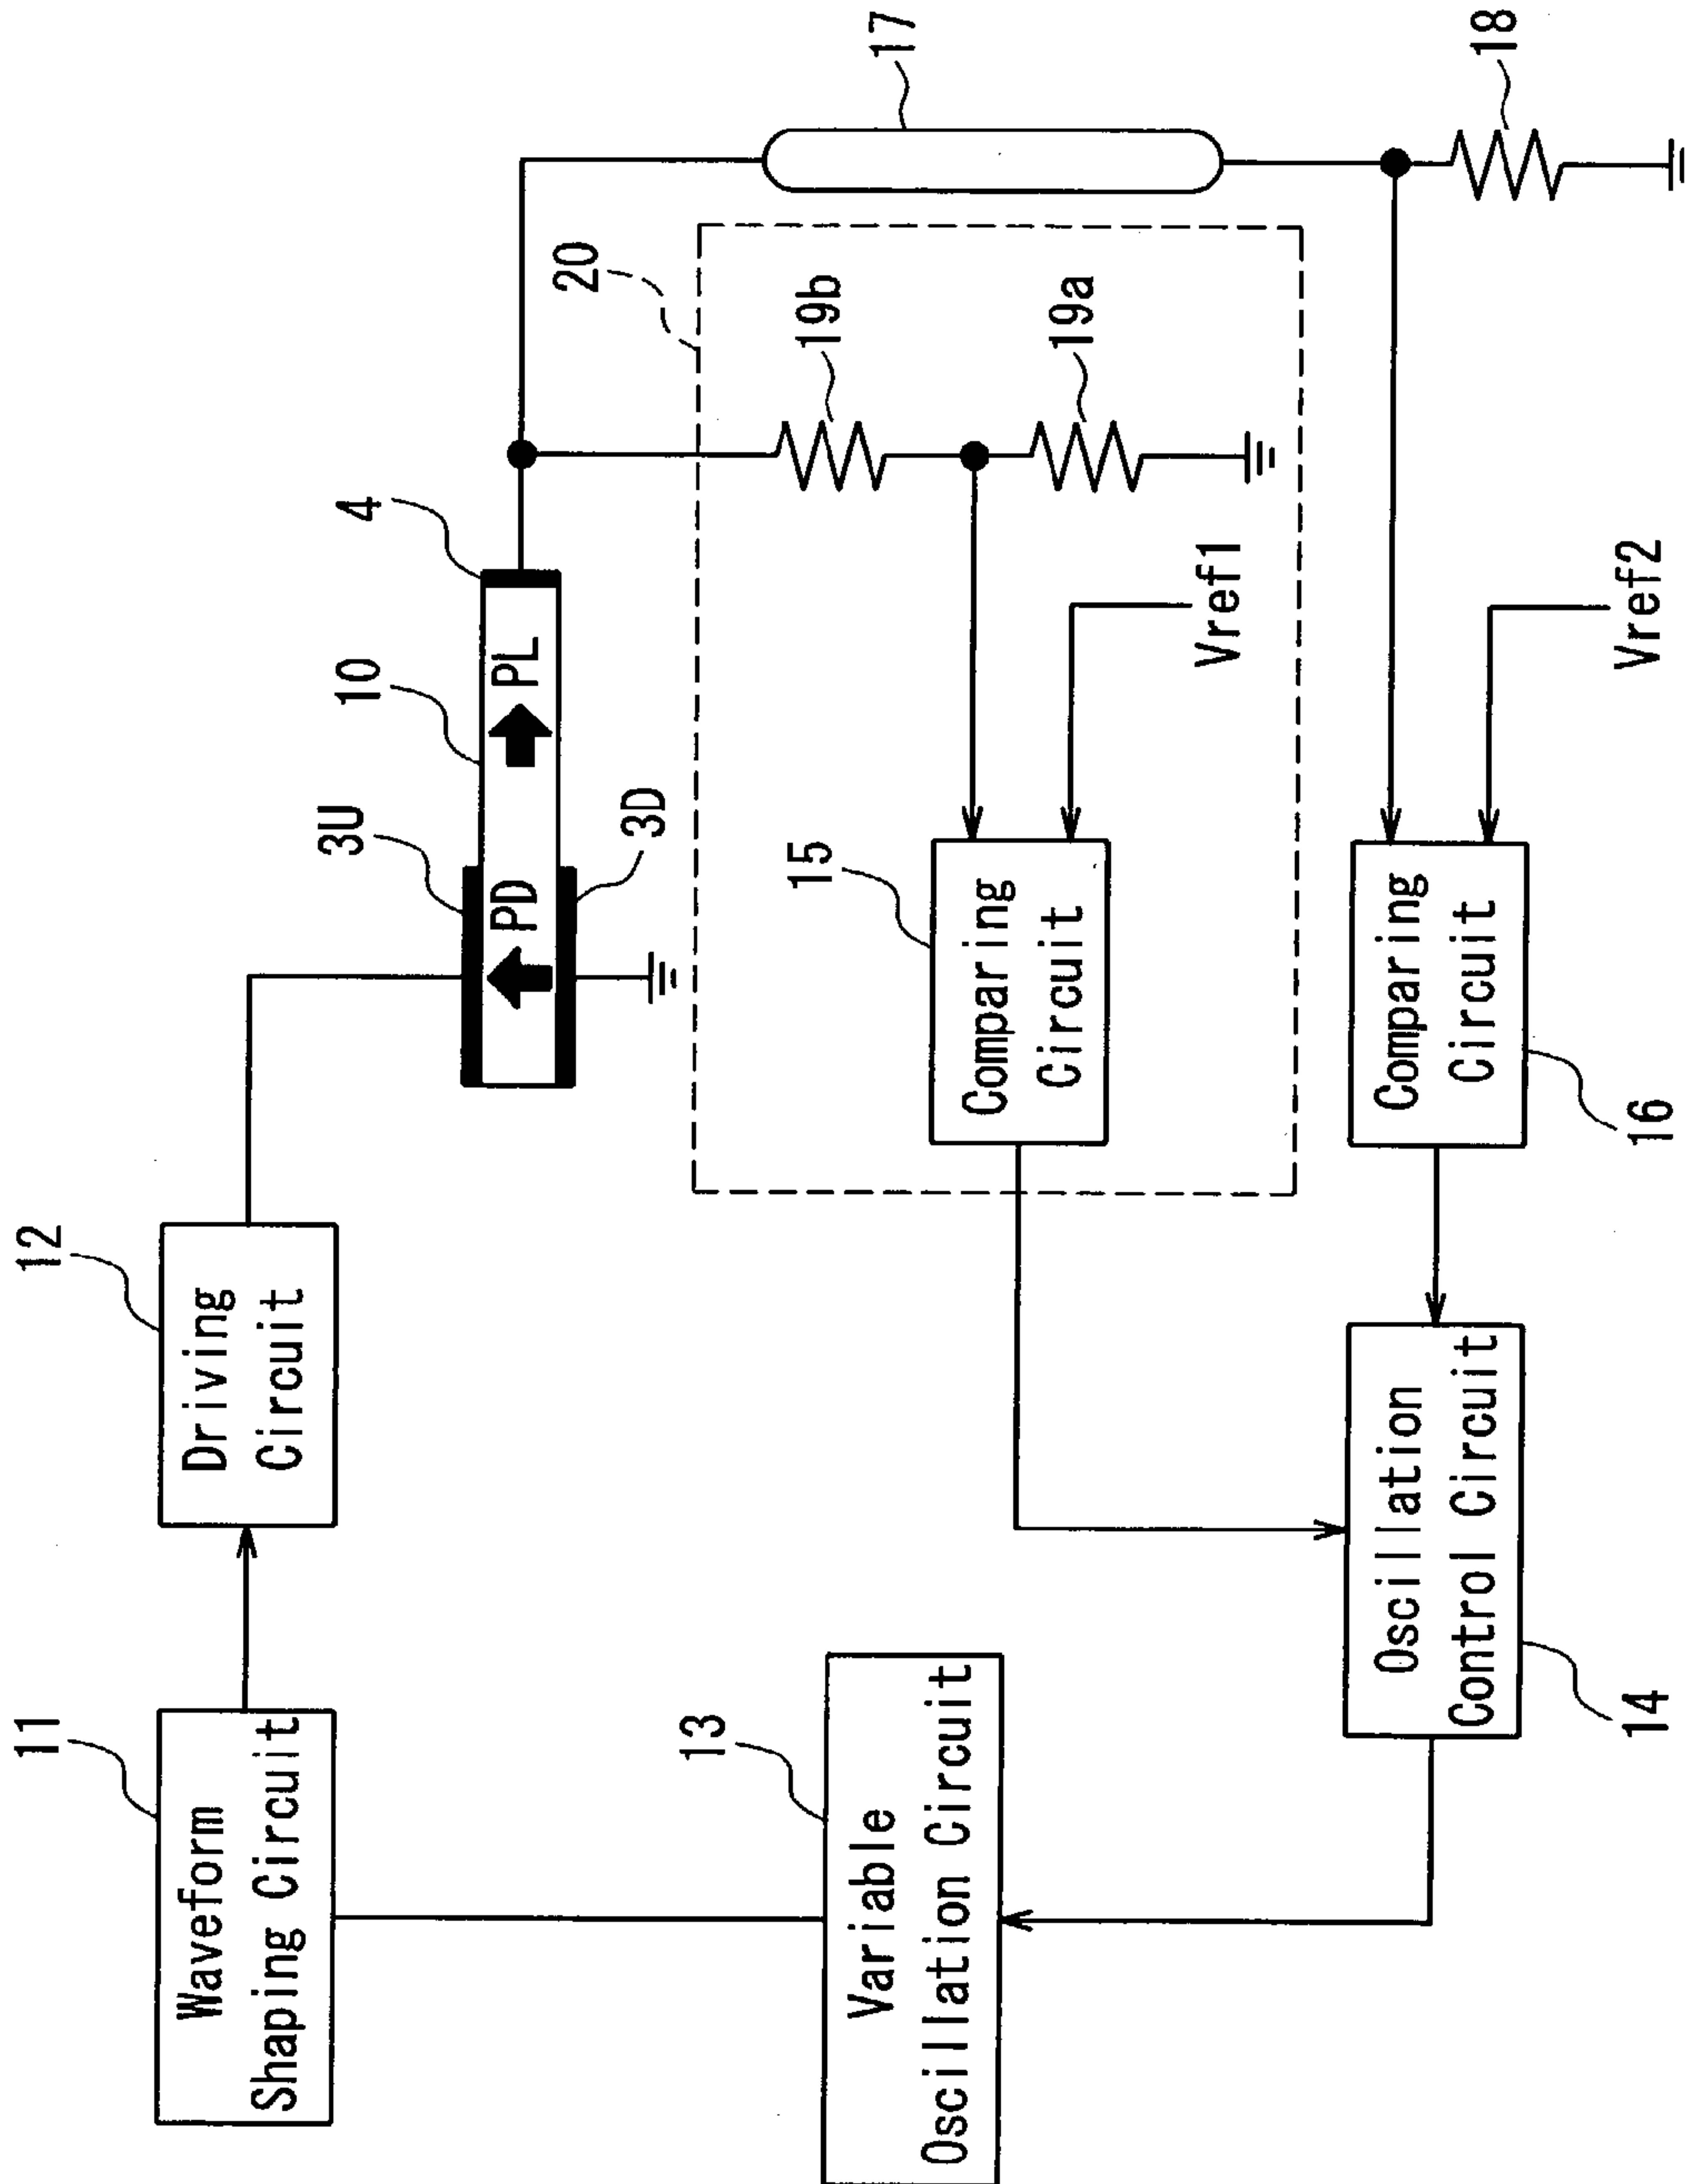 11
Waveform
Shaping Circuit
12
Driving
Circuit
3U
10
4
PD
PL
3D
20
17
19b
19a
18
13
Variable
Oscillation Circuit
15
Comparing
Circuit
Vref1
Oscillation
Control Circuit
14
Comparing
Circuit
16
Vref2